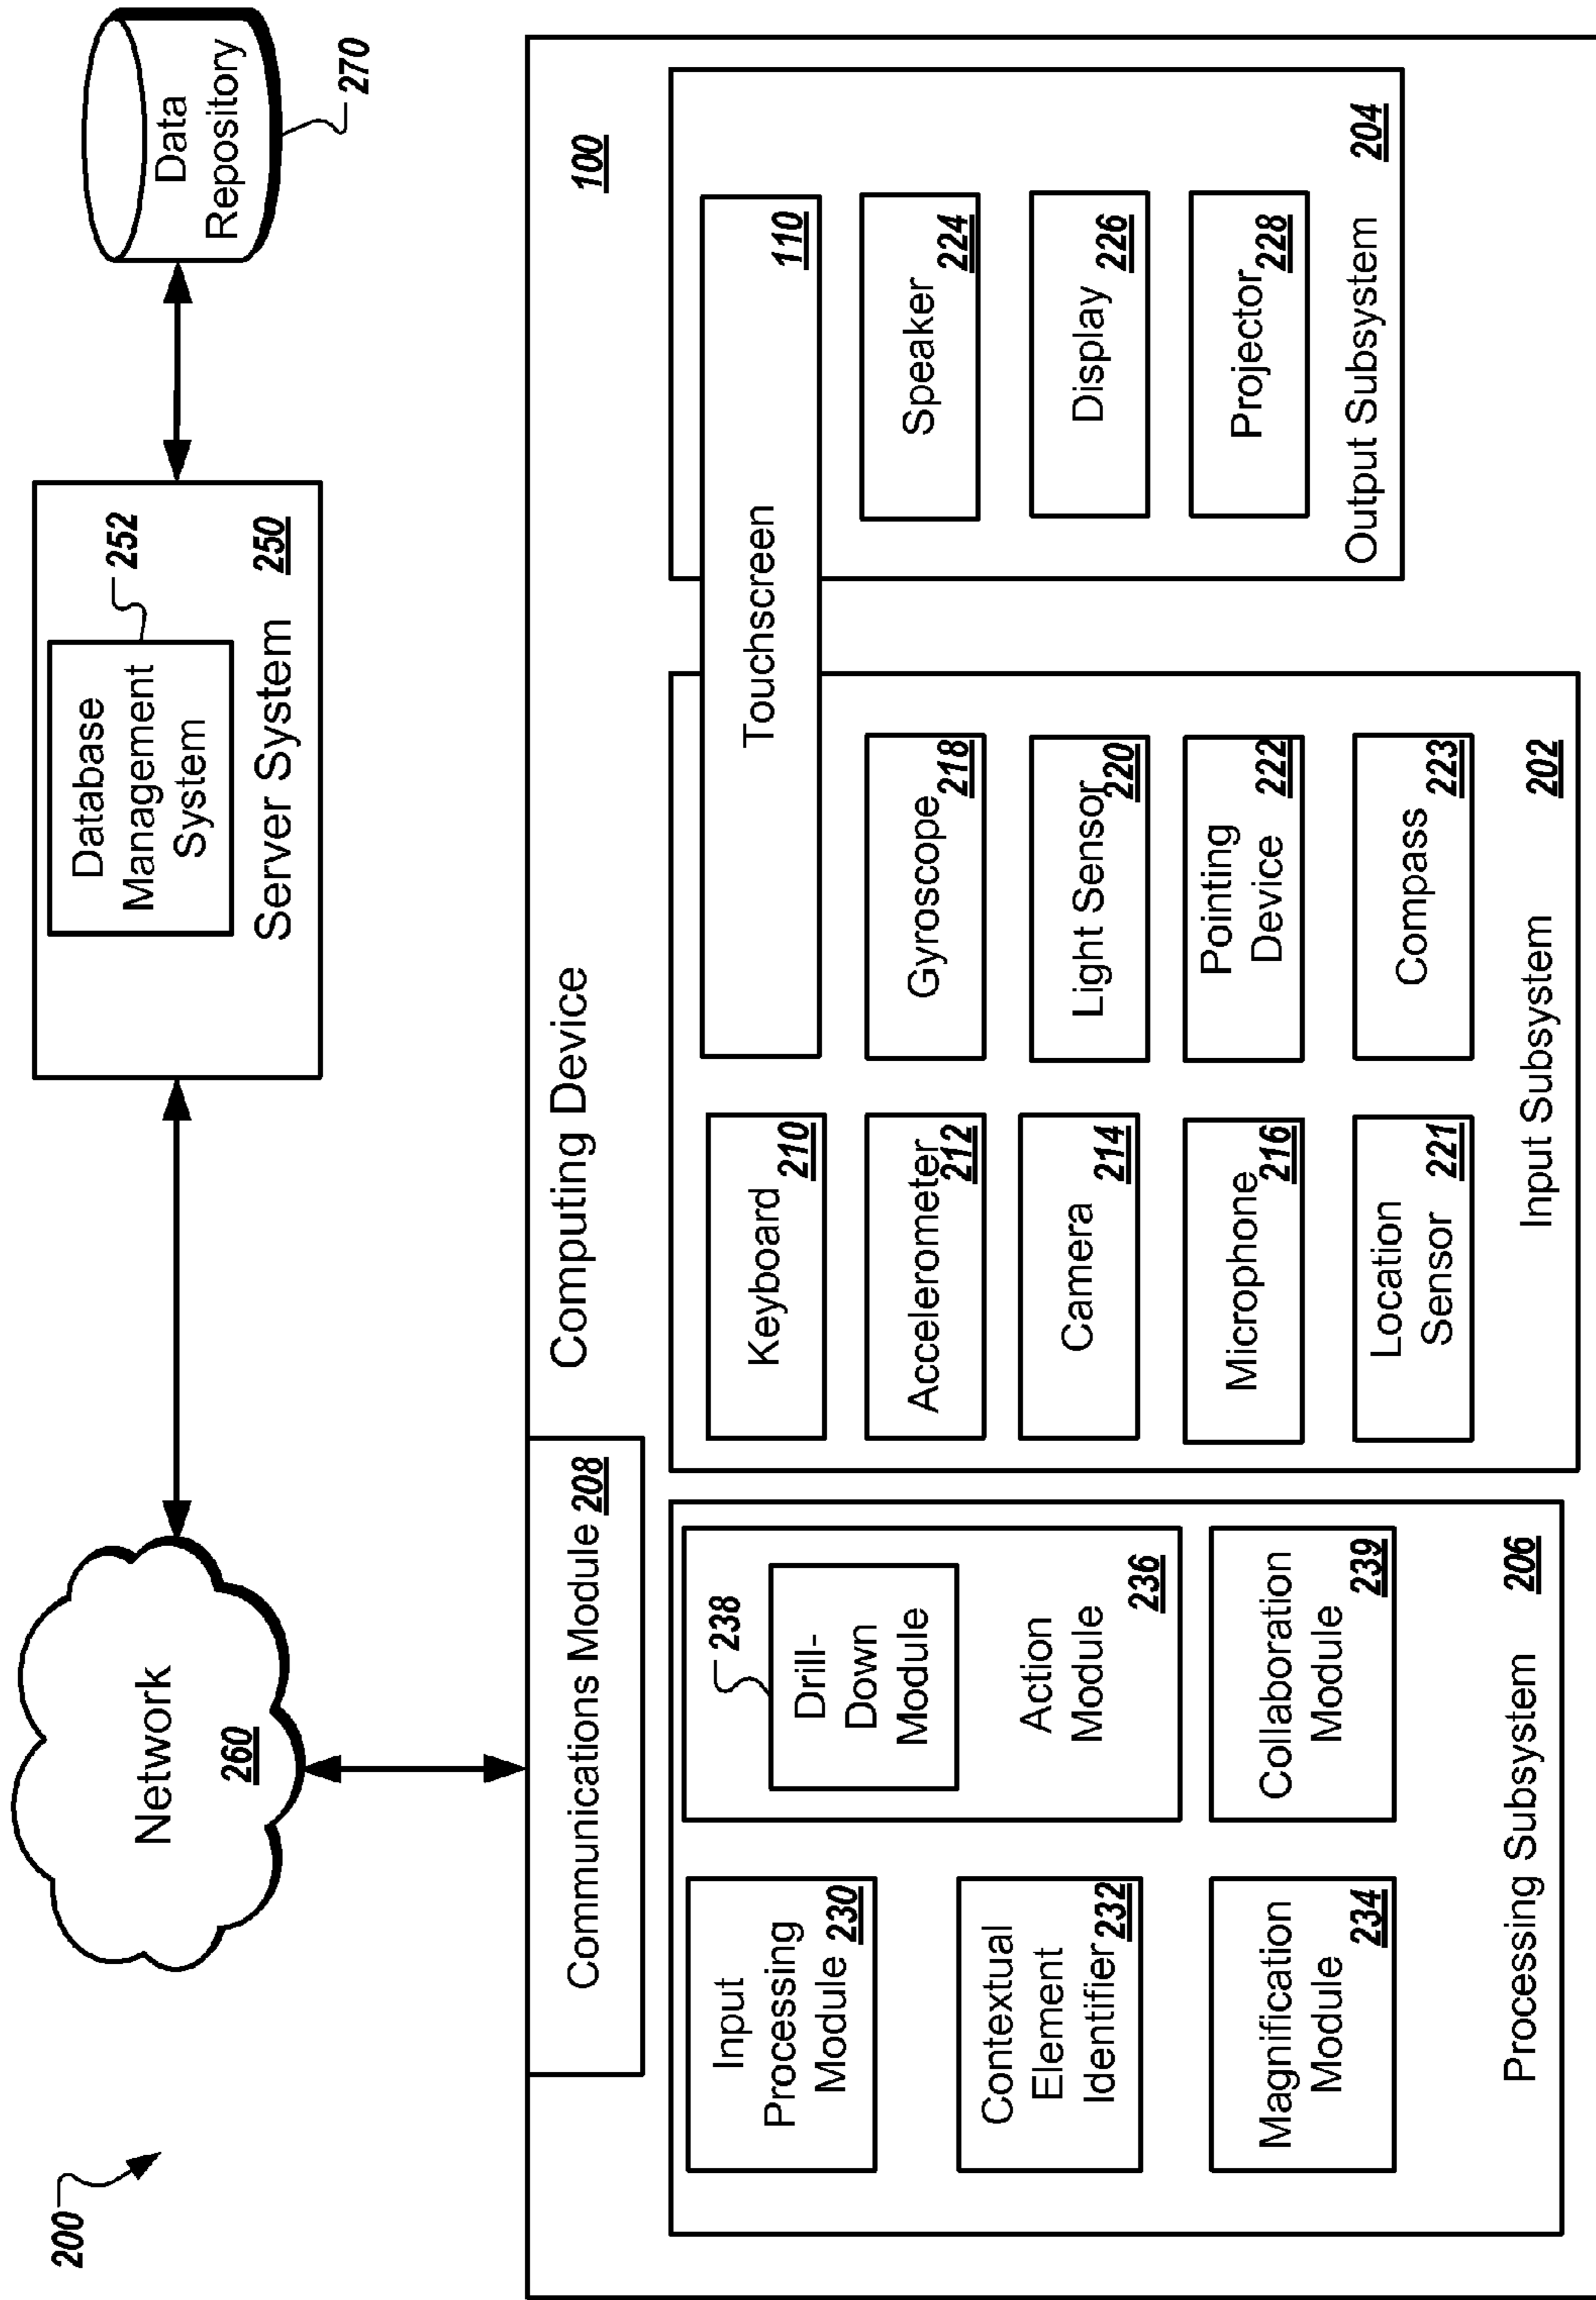 200
Network
260
Server System
250
Database
Management
System
252
Data
Repository
270
Communications Module 208
Computing Device
100
Input
Processing
Module 230
Contextual
Element
Identifier 232
Magnification
Module
234
238
Drill-
Down
Module
Action
Module
236
Collaboration
Module
239
Processing Subsystem
206
Keyboard
210
Accelerometer
212
Camera
214
Microphone
216
Location
Sensor
221
Touchscreen
110
Gyroscope
218
Light Sensor
220
Pointing
Device
222
Compass
223
Input Subsystem
202
Speaker
224
Display
226
Projector
228
Output Subsystem
204